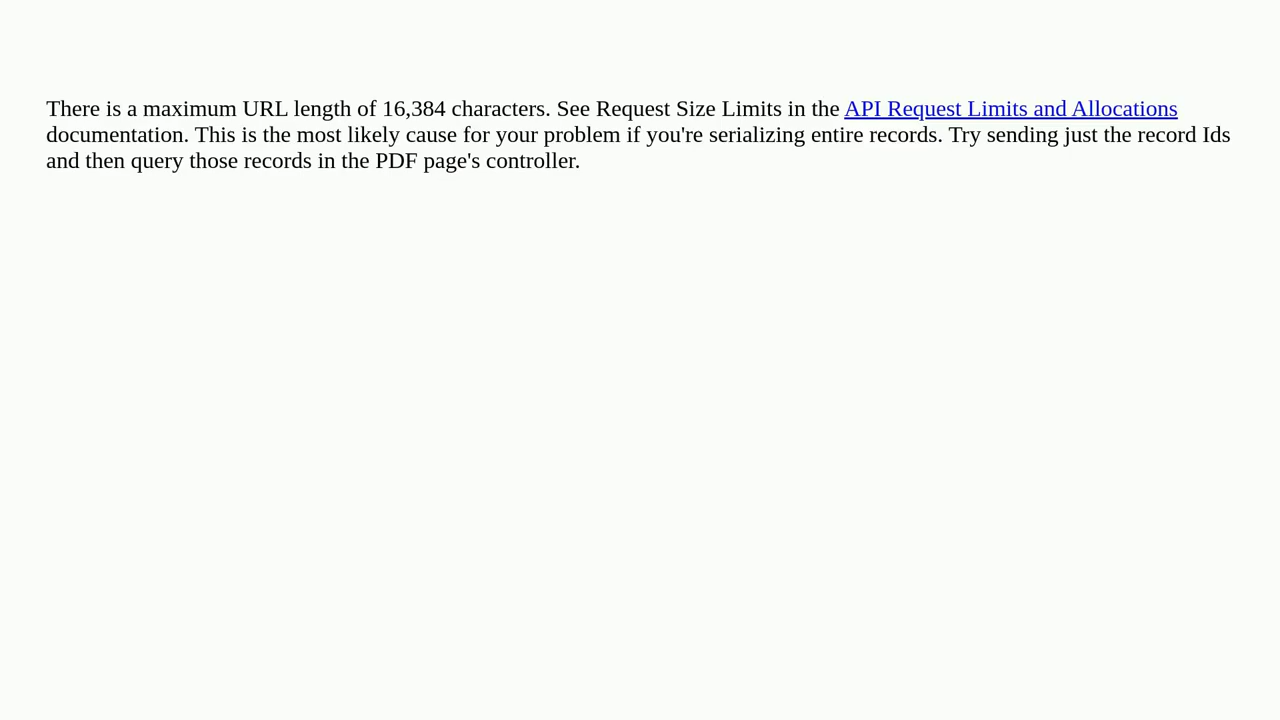 There is a maximum URL length of 16,384 characters. See Request Size Limits in the API Request Limits and Allocations
documentation. This is the most likely cause for your problem if you're serializing entire records. Try sending just the record Ids
and then query those records in the PDF page's controller.